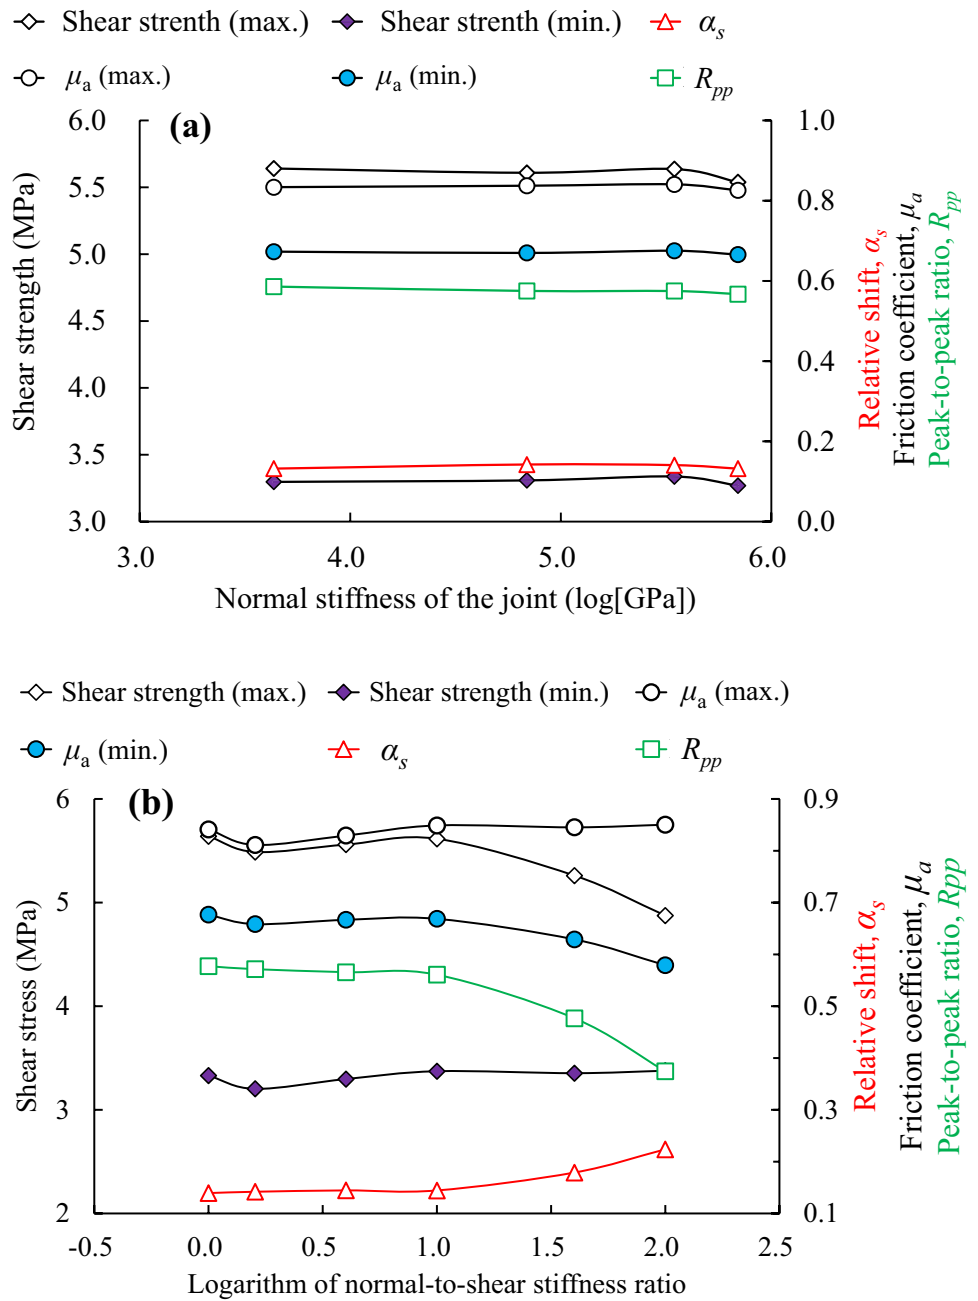 Shear strenth (max.) Shear strenth (min.) αs
μa (max.) μa (min.) Rpp
(a)
6.0
5.5
5.0
4.5
4.0
3.5
3.0
Shear strength (MPa)
1.0
0.8
0.6
0.4
0.2
0.0
Relative shift, αs
Friction coefficient, μa
Peak-to-peak ratio, Rpp
3.0 4.0 5.0 6.0
Normal stiffness of the joint (log[GPa])
Shear strength (max.) Shear strength (min.) μa (max.)
μa (min.) αs Rpp
(b)
6
5
4
3
2
Shear stress (MPa)
0.9
0.7
0.5
0.3
0.1
Relative shift, αs
Friction coefficient, μa
Peak-to-peak ratio, Rpp
-0.5 0.0 0.5 1.0 1.5 2.0 2.5
Logarithm of normal-to-shear stiffness ratio